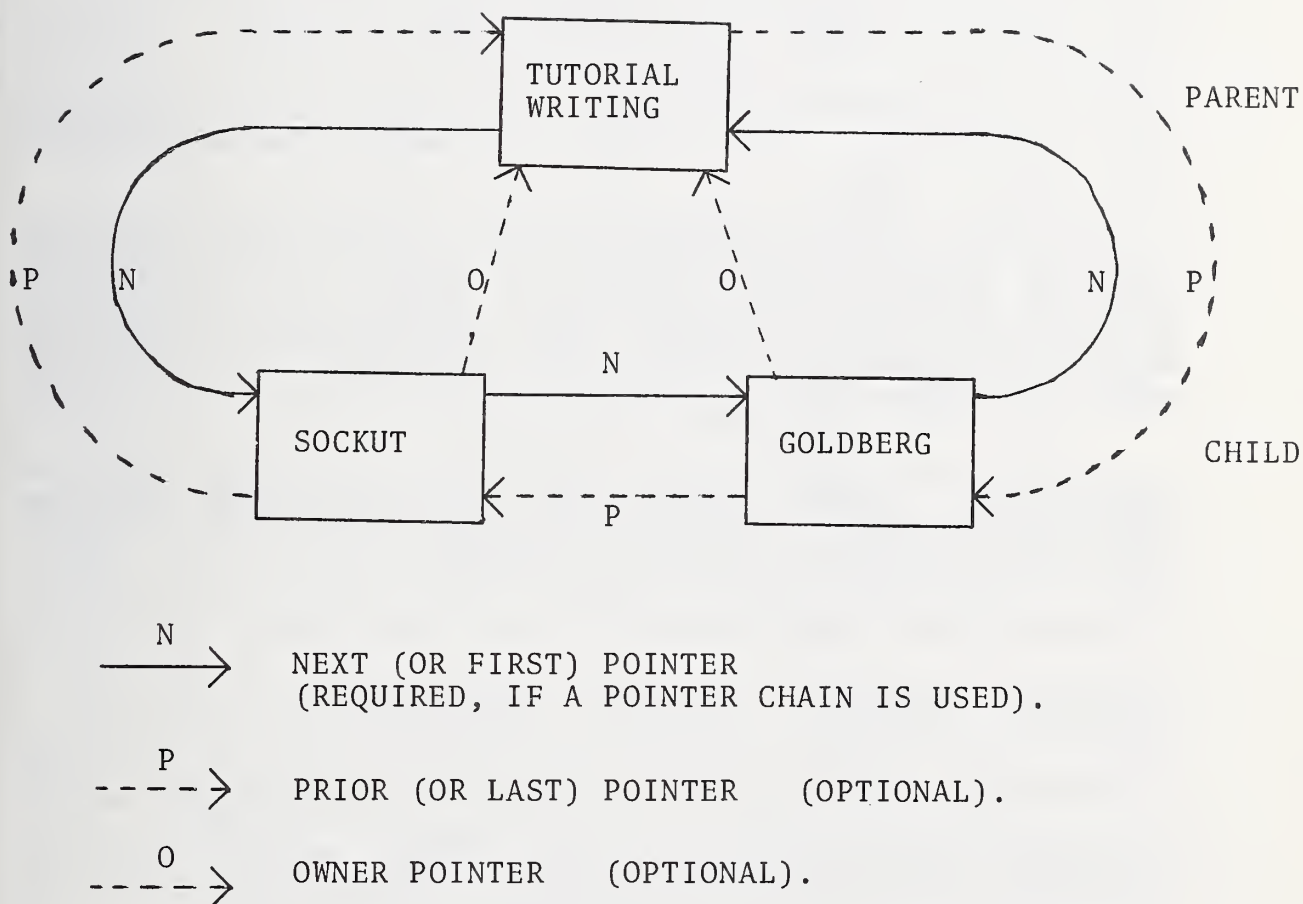 TUTORIAL
WRITING
PARENT
P
N
O
O
N
P
N
SOCKUT
GOLDBERG
CHILD
P
N
NEXT (OR FIRST) POINTER
(REQUIRED, IF A POINTER CHAIN IS USED).
P
PRIOR (OR LAST) POINTER (OPTIONAL).
O
OWNER POINTER (OPTIONAL).